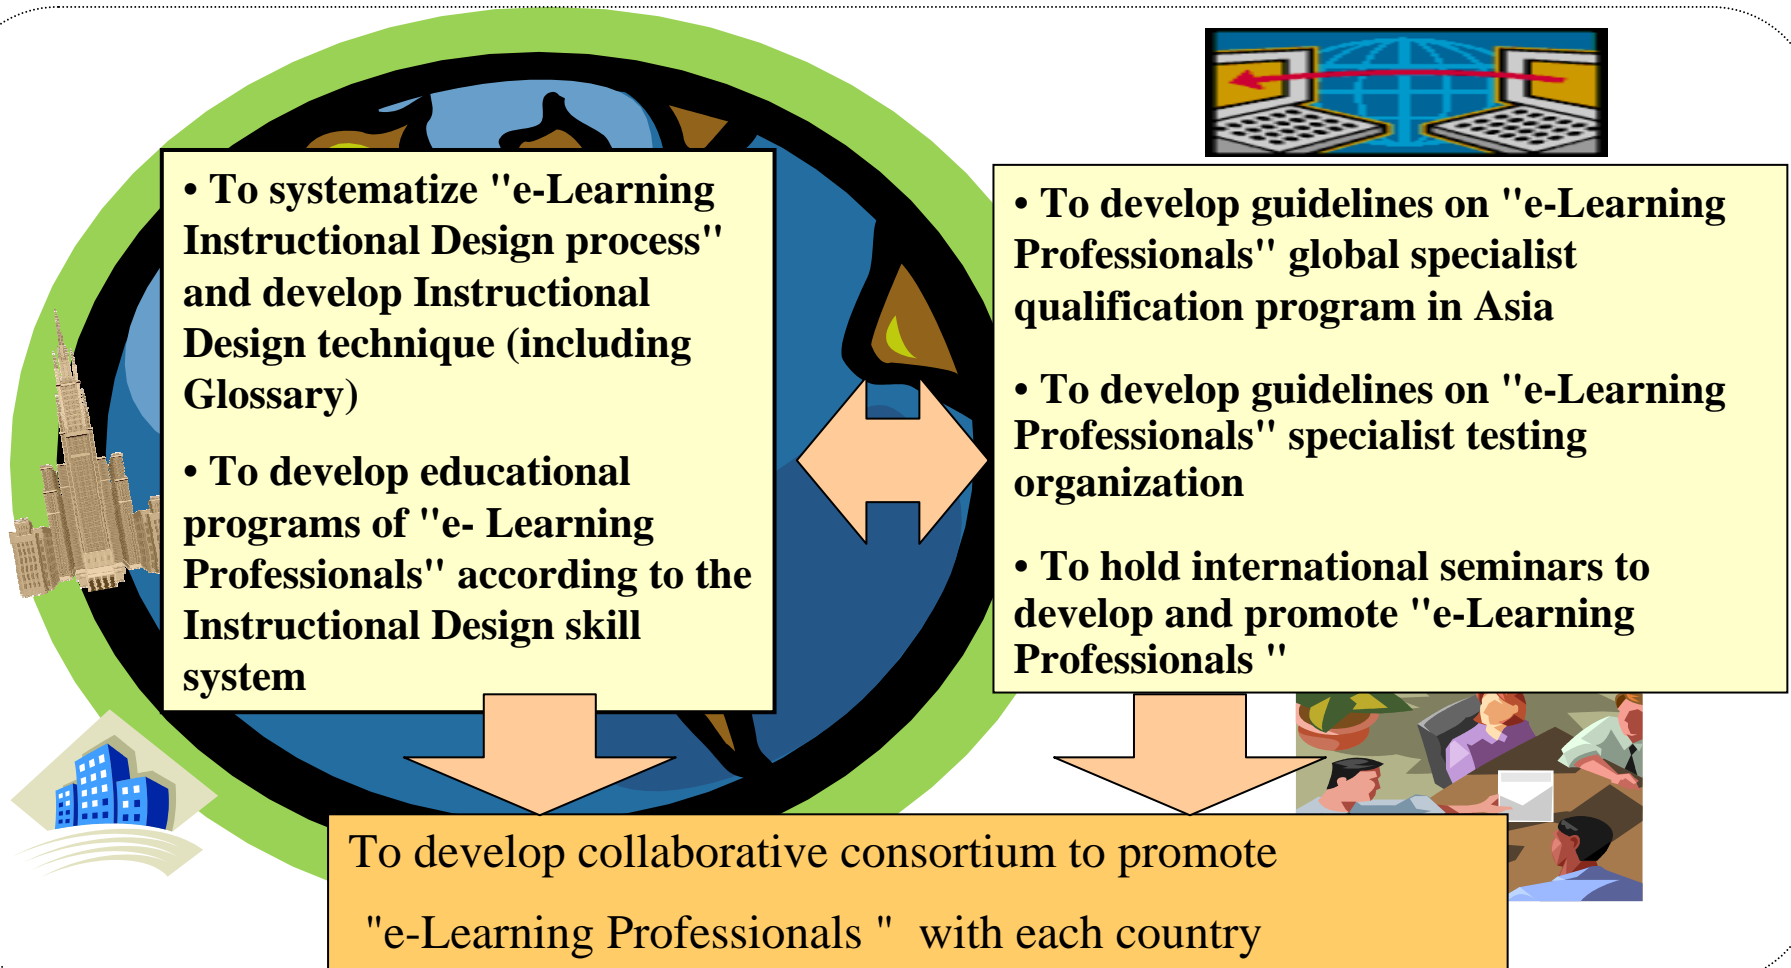 • To systematize "e-Learning
Instructional Design process"
and develop Instructional
Design technique (including
Glossary)
• To develop educational
programs of "e- Learning
Professionals" according to the
Instructional Design skill
system
• To develop guidelines on "e-Learning
Professionals" global specialist
qualification program in Asia
• To develop guidelines on "e-Learning
Professionals" specialist testing
organization
• To hold international seminars to
develop and promote "e-Learning
Professionals "
To develop collaborative consortium to promote
"e-Learning Professionals " with each country